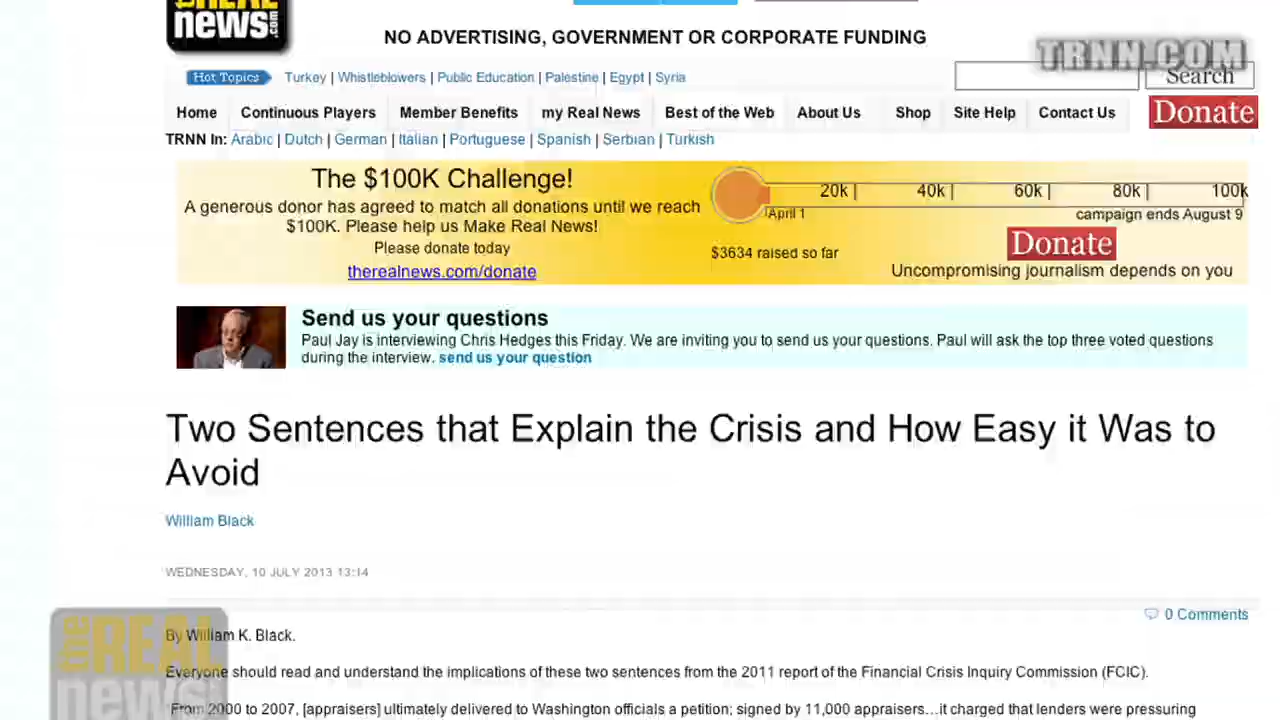 the REAL
news.com
NO ADVERTISING, GOVERNMENT OR CORPORATE FUNDING
TRNN.COM
Hot Topics Turkey | Whistleblowers | Public Education | Palestine | Egypt | Syria
Search
Home Continuous Players Member Benefits my Real News Best of the Web About Us Shop Site Help Contact Us Donate
TRNN In: Arabic | Dutch | German | Italian | Portuguese | Spanish | Serbian | Turkish
The $100K Challenge!
A generous donor has agreed to match all donations until we reach
$100K. Please help us Make Real News!
Please donate today
therealnews.com/donate
20k | 40k | 60k | 80k | 100k
April 1 campaign ends August 9
$3634 raised so far
Donate
Uncompromising journalism depends on you
Send us your questions
Paul Jay is interviewing Chris Hedges this Friday. We are inviting you to send us your questions. Paul will ask the top three voted questions
during the interview. send us your question
Two Sentences that Explain the Crisis and How Easy it Was to
Avoid
William Black
WEDNESDAY, 10 JULY 2013 13:14
0 Comments
By William K. Black.
Everyone should read and understand the implications of these two sentences from the 2011 report of the Financial Crisis Inquiry Commission (FCIC).
"From 2000 to 2007, [appraisers] ultimately delivered to Washington officials a petition; signed by 11,000 appraisers…it charged that lenders were pressuring
the REAL
news